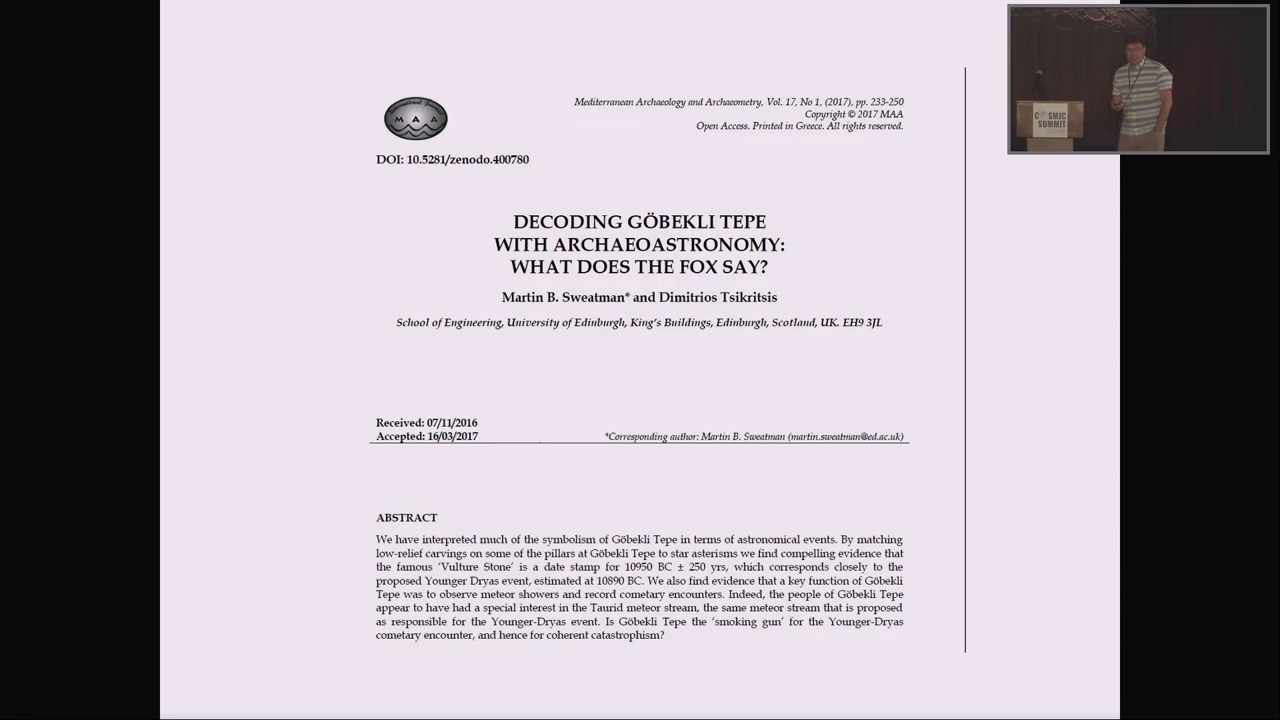 Mediterranean Archaeology and Archaeometry, Vol. 17, No 1, (2017), pp. 233-250
Copyright © 2017 MAA
Open Access. Printed in Greece. All rights reserved.
M A A
DOI: 10.5281/zenodo.400780
DECODING GÖBEKLI TEPE
WITH ARCHAEOASTRONOMY:
WHAT DOES THE FOX SAY?
Martin B. Sweatman* and Dimitrios Tsikritsis
School of Engineering, University of Edinburgh, King's Buildings, Edinburgh, Scotland, UK. EH9 3JL
Received: 07/11/2016
Accepted: 16/03/2017
*Corresponding author: Martin B. Sweatman (martin.sweatman@ed.ac.uk)
ABSTRACT
We have interpreted much of the symbolism of Göbekli Tepe in terms of astronomical events. By matching
low-relief carvings on some of the pillars at Göbekli Tepe to star asterisms we find compelling evidence that
the famous 'Vulture Stone' is a date stamp for 10950 BC ± 250 yrs, which corresponds closely to the
proposed Younger Dryas event, estimated at 10890 BC. We also find evidence that a key function of Göbekli
Tepe was to observe meteor showers and record cometary encounters. Indeed, the people of Göbekli Tepe
appear to have had a special interest in the Taurid meteor stream, the same meteor stream that is proposed
as responsible for the Younger-Dryas event. Is Göbekli Tepe the 'smoking gun' for the Younger-Dryas
cometary encounter, and hence for coherent catastrophism?
COSMIC
SUMMIT